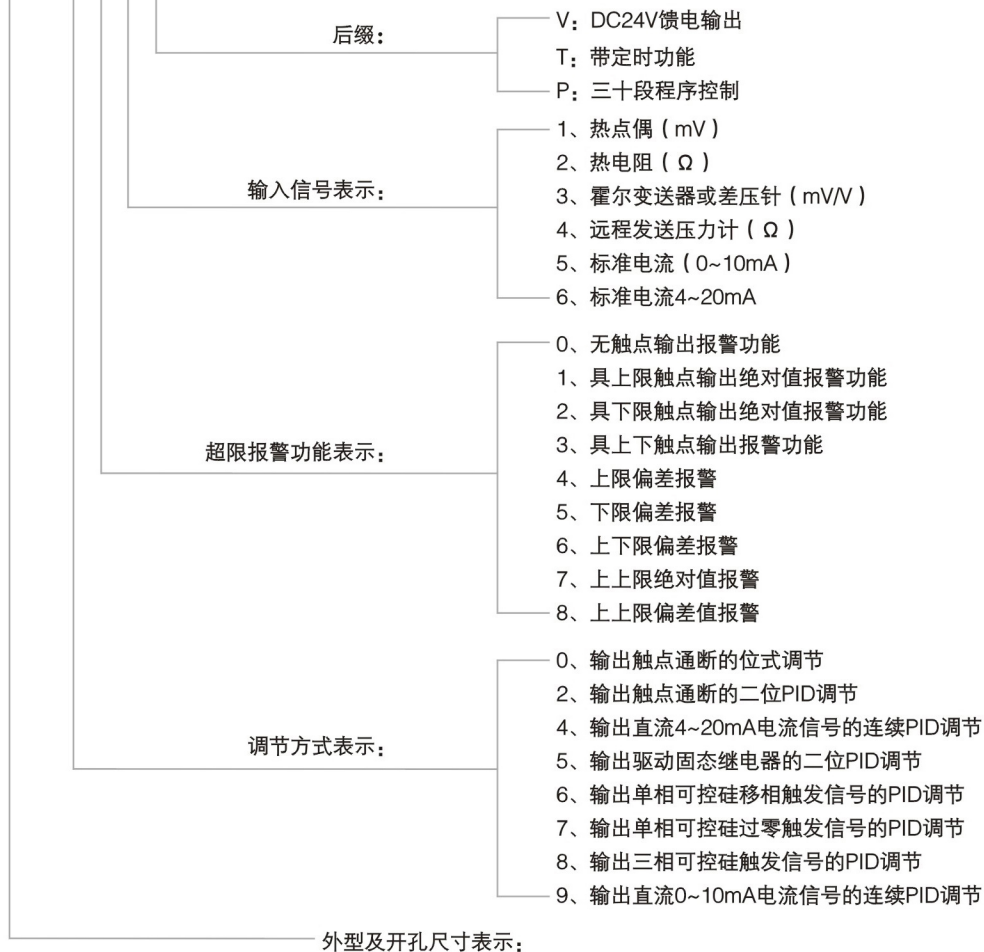 后缀：
V：DC24V馈电输出
T：带定时功能
P：三十段程序控制
输入信号表示：
1、热点偶（mV）
2、热电阻（Ω）
3、霍尔变送器或差压针（mV/V）
4、远程发送压力计（Ω）
5、标准电流（0~10mA）
6、标准电流4~20mA
超限报警功能表示：
0、无触点输出报警功能
1、具上限触点输出绝对值报警功能
2、具下限触点输出绝对值报警功能
3、具上下触点输出报警功能
4、上限偏差报警
5、下限偏差报警
6、上下限偏差报警
7、上上限绝对值报警
8、上上限偏差值报警
调节方式表示：
0、输出触点通断的位式调节
2、输出触点通断的二位PID调节
4、输出直流4~20mA电流信号的连续PID调节
5、输出驱动固态继电器的二位PID调节
6、输出单相可控硅移相触发信号的PID调节
7、输出单相可控硅过零触发信号的PID调节
8、输出三相可控硅触发信号的PID调节
9、输出直流0~10mA电流信号的连续PID调节
外型及开孔尺寸表示：